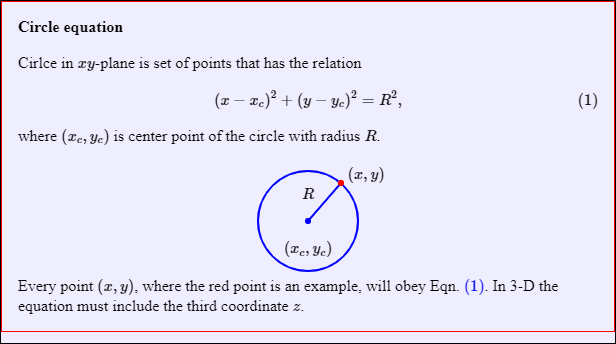 Circle equation
Cirlce in xy-plane is set of points that has the relation
(x − x_c)² + (y − y_c)² = R², (1)
where (x_c, y_c) is center point of the circle with radius R.
(x, y)
R
(x_c, y_c)
Every point (x, y), where the red point is an example, will obey Eqn. (1). In 3-D the
equation must include the third coordinate z.